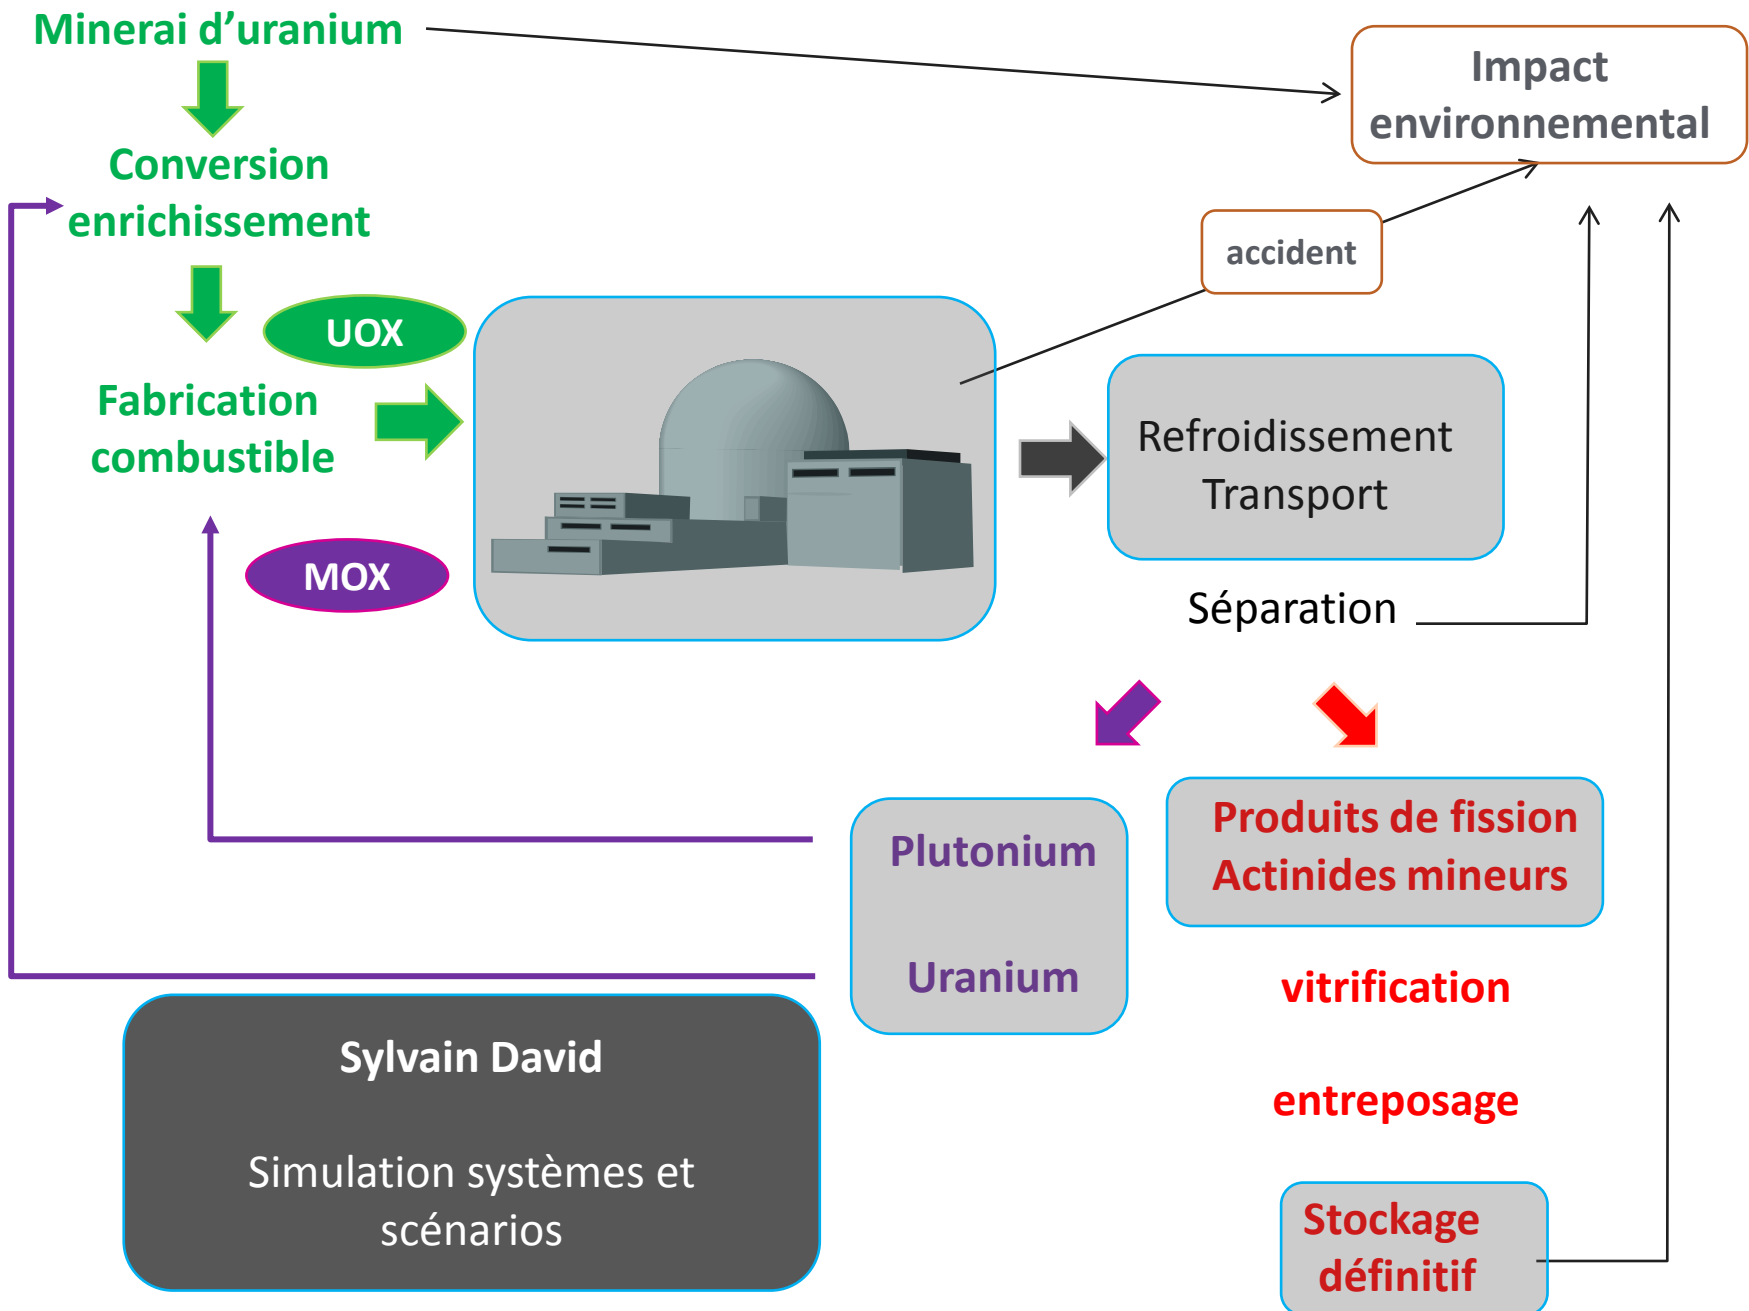 Minerai d’uranium
Impact
environnemental
Conversion
enrichissement
accident
UOX
Fabrication
combustible
Refroidissement
Transport
MOX
Séparation
Plutonium
Uranium
Produits de fission
Actinides mineurs
vitrification
entreposage
Stockage
définitif
Sylvain David
Simulation systèmes et
scénarios